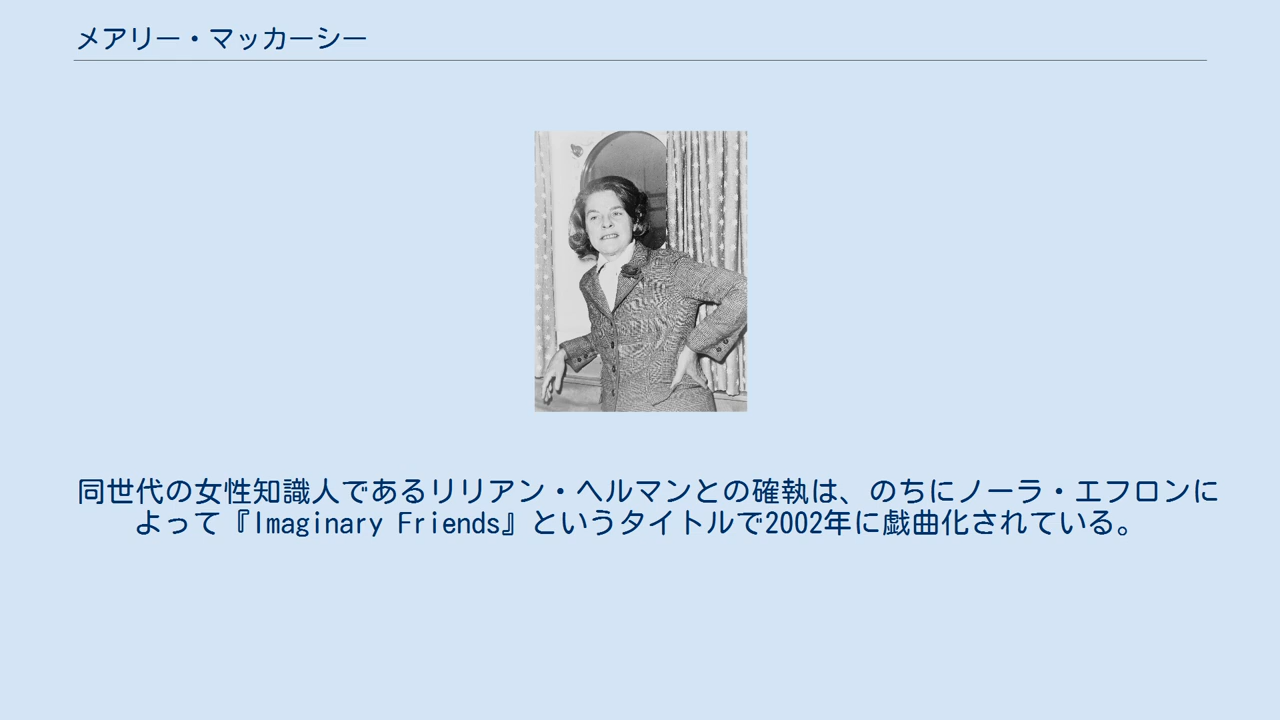 メアリー・マッカーシー
同世代の女性知識人であるリリアン・ヘルマンとの確執は、のちにノーラ・エフロンに
よって『Imaginary Friends』というタイトルで2002年に戯曲化されている。